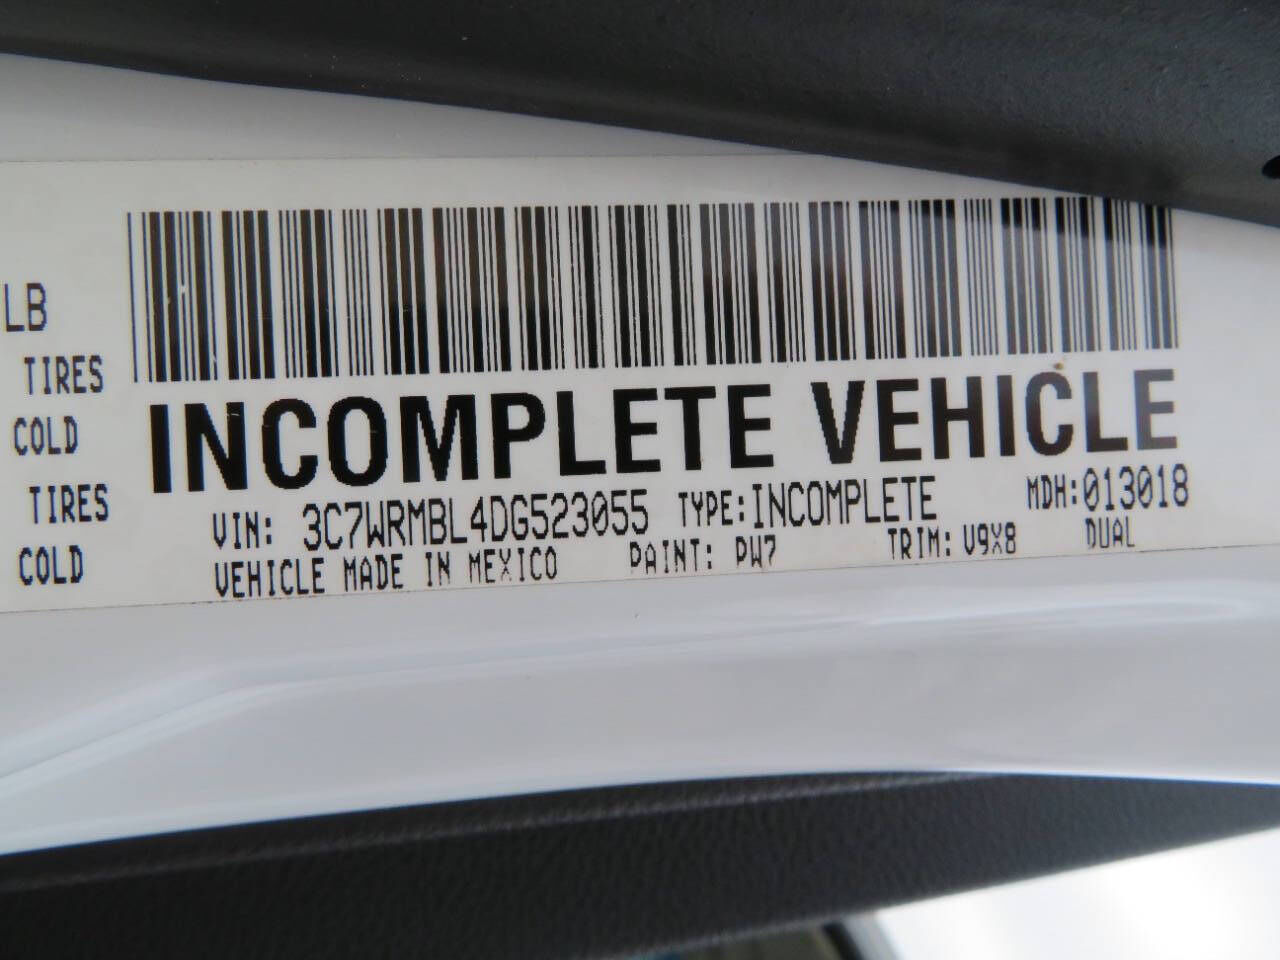 LB
TIRES
COLD
TIRES
COLD
INCOMPLETE VEHICLE
VIN: 3C7WRMBL4DG523055 TYPE: INCOMPLETE MDH: 013018
VEHICLE MADE IN MEXICO PAINT: PW7 TRIM: V9X8 DUAL